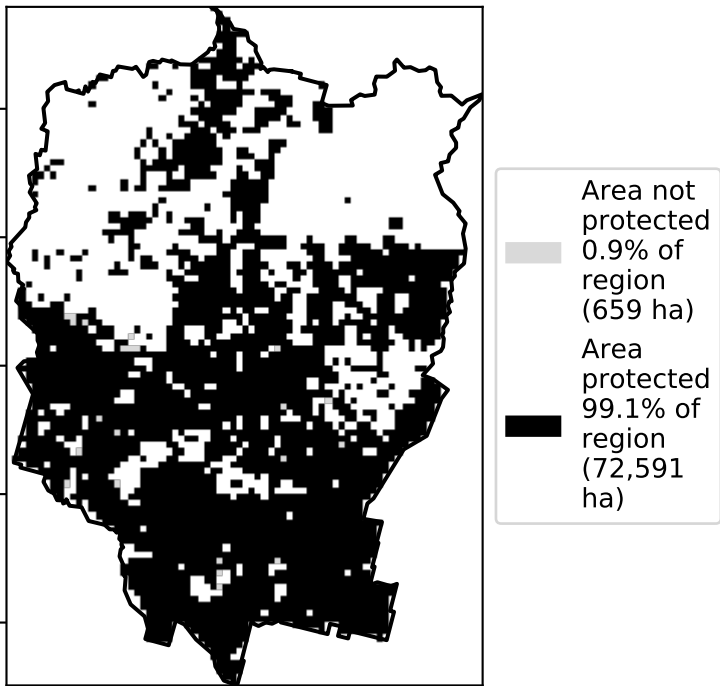 Area not
protected
0.9% of
region
(659 ha)
Area
protected
99.1% of
region
(72,591
ha)